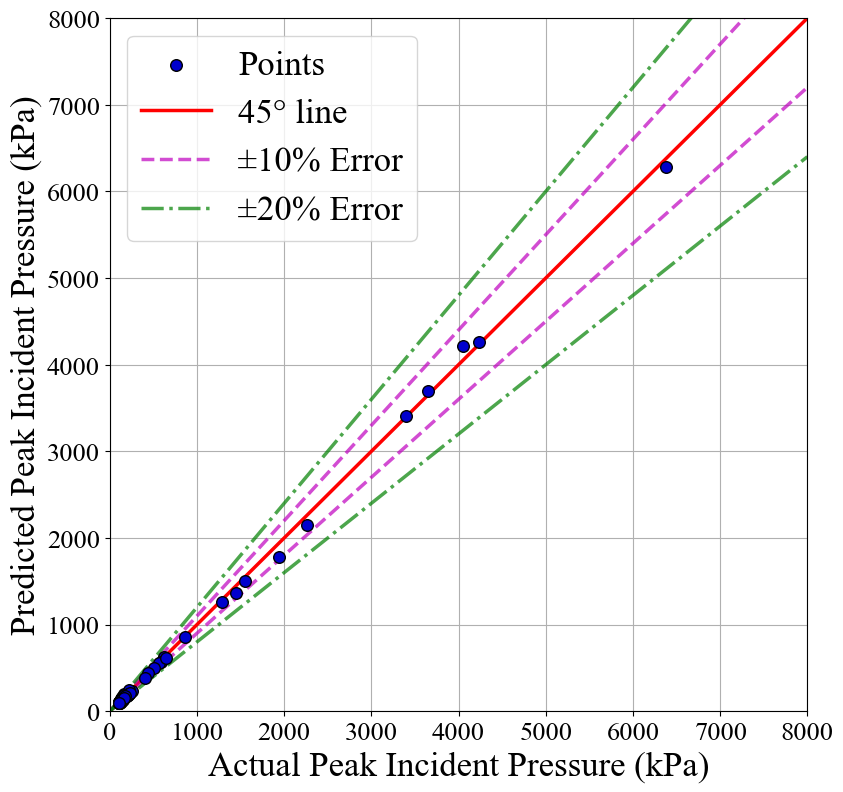 Points
45° line
±10% Error
±20% Error
8000
7000
6000
5000
4000
3000
2000
1000
0
0 1000 2000 3000 4000 5000 6000 7000 8000
Predicted Peak Incident Pressure (kPa)
Actual Peak Incident Pressure (kPa)